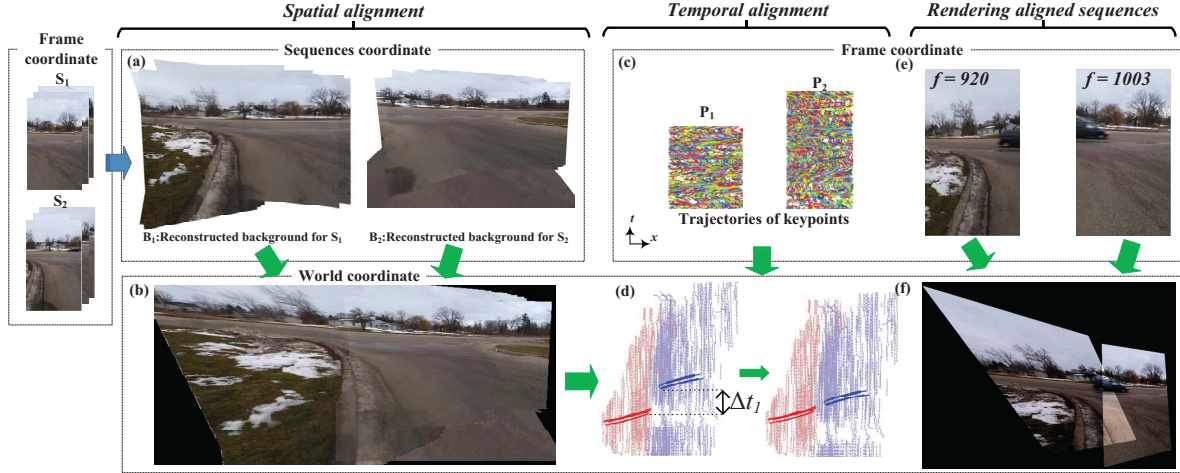 Spatial alignment
Temporal alignment
Rendering aligned sequences
Frame
coordinate
S1
S2
Sequences coordinate
(a)
B1:Reconstructed background for S1
B2:Reconstructed background for S2
Frame coordinate
(c)
P1
P2
t
x
Trajectories of keypoints
(e)
f = 920
f = 1003
World coordinate
(b)
(d)
Δt1
(f)